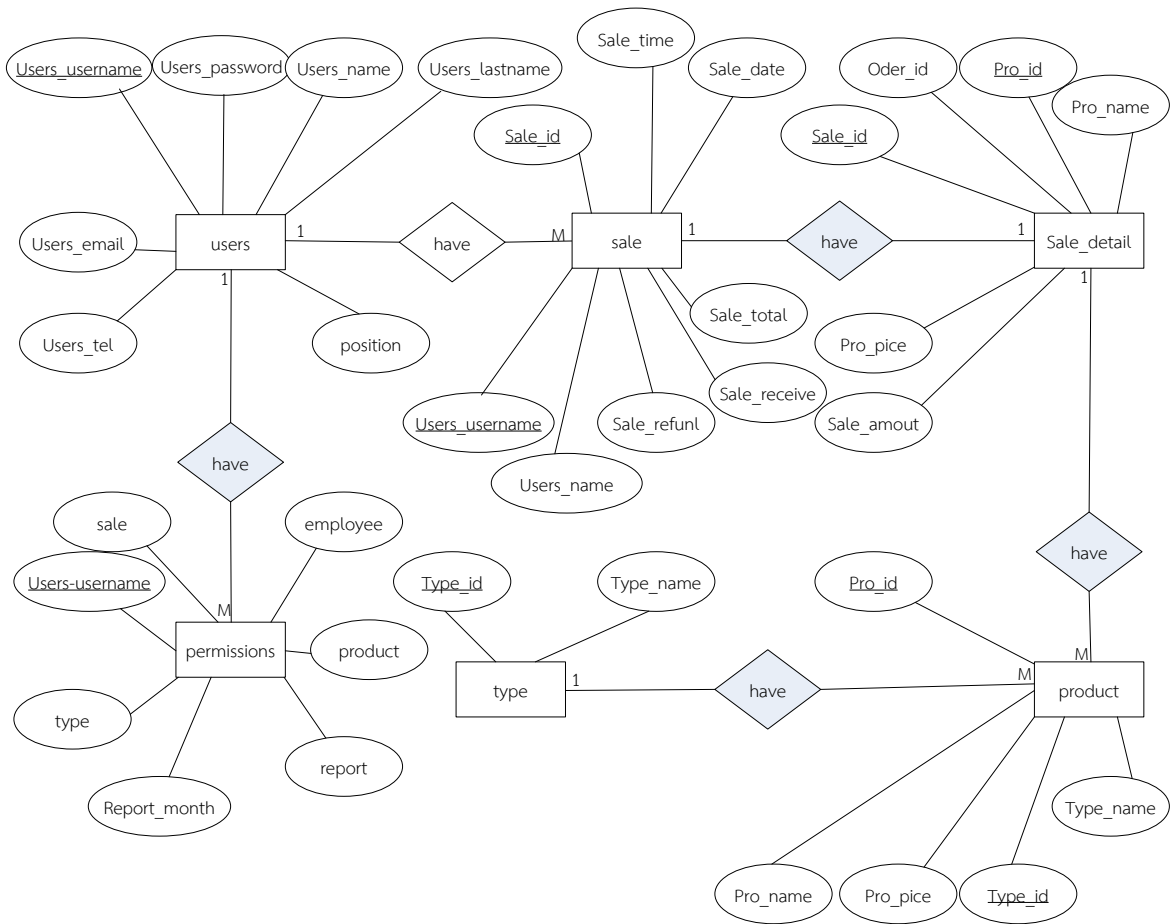 Sale_time
Users_username
Users_password
Users_name
Users_lastname
Sale_date
Oder_id
Pro_id
Pro_name
Sale_id
Sale_id
Users_email
users
1
have
M
sale
1
have
1
Sale_detail
1
1
Users_tel
position
Sale_total
Pro_pice
Users_username
Sale_refunl
Sale_receive
Sale_amout
have
Users_name
sale
employee
have
Users-username
Type_id
Type_name
Pro_id
M
permissions
product
M
type
1
have
M
product
type
report
Report_month
Type_name
Pro_name
Pro_pice
Type_id